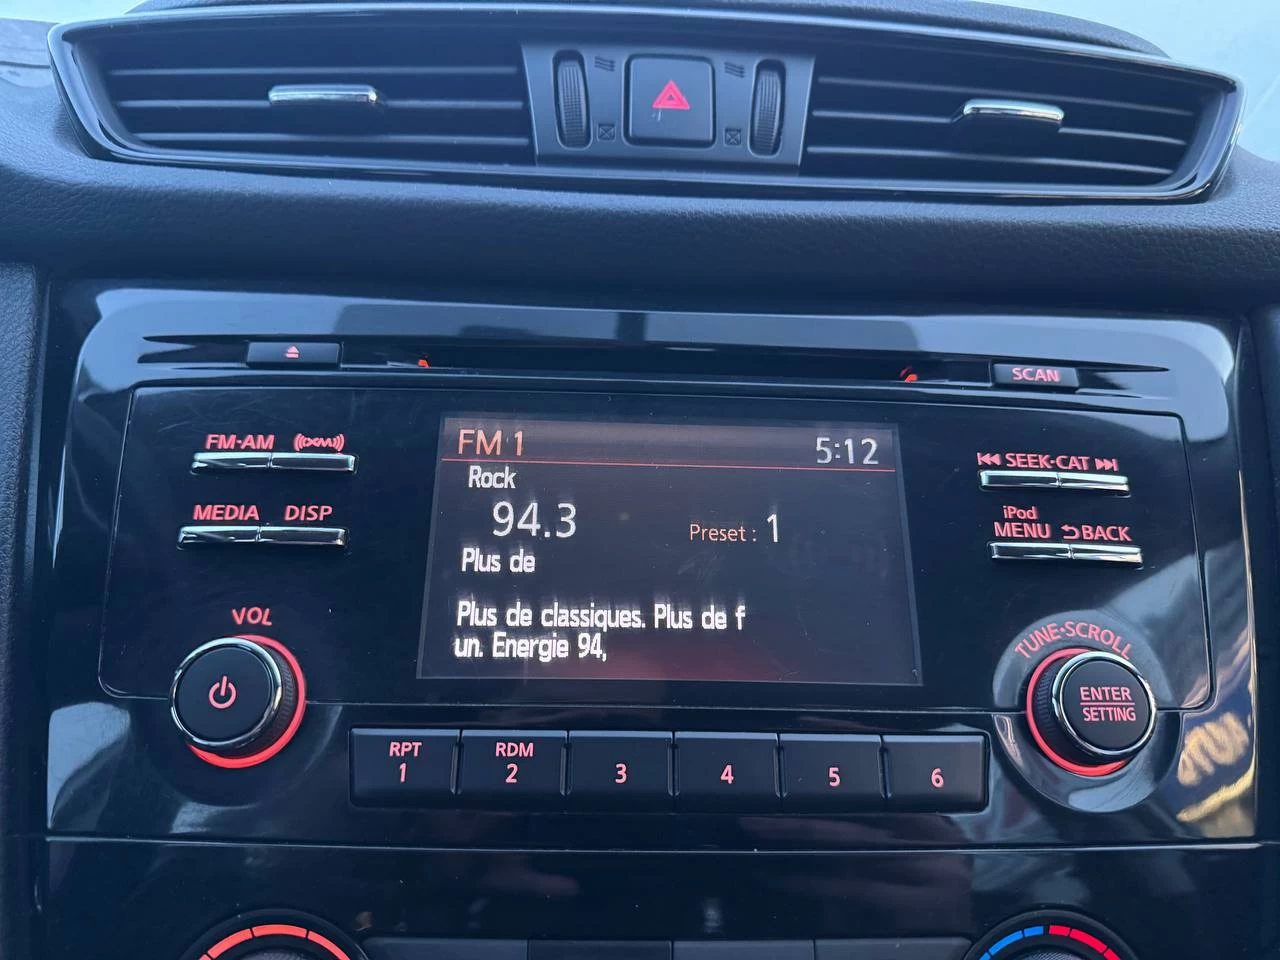 SCAN
FM·AM ((XM))
MEDIA DISP
VOL
FM 1 5:12
Rock
94.3 Preset : 1
Plus de
Plus de classiques. Plus de f
un. Energie 94,
SEEK·CAT
iPod
MENU BACK
TUNE·SCROLL
ENTER
SETTING
RPT
1
RDM
2
3
4
5
6